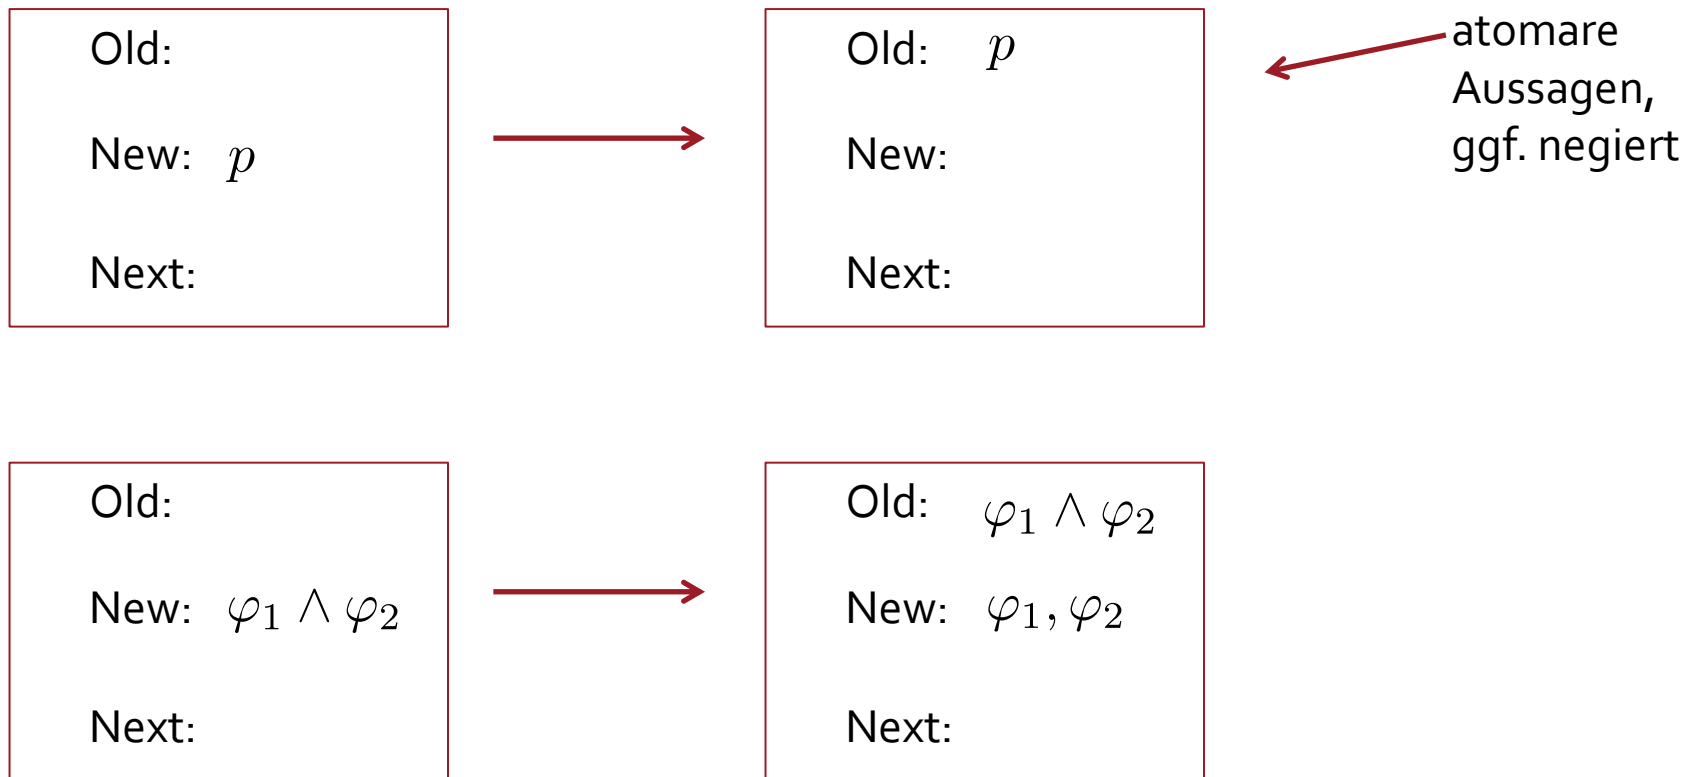 Old:
New: p
Next:
Old: p
New:
Next:
atomare
Aussagen,
ggf. negiert
Old:
New: φ₁ ∧ φ₂
Next:
Old: φ₁ ∧ φ₂
New: φ₁, φ₂
Next: